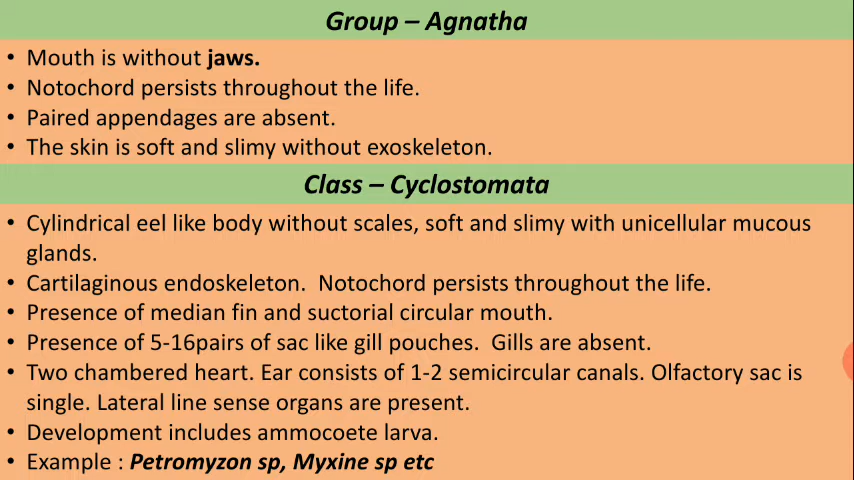 Group – Agnatha
• Mouth is without jaws.
• Notochord persists throughout the life.
• Paired appendages are absent.
• The skin is soft and slimy without exoskeleton.
Class – Cyclostomata
• Cylindrical eel like body without scales, soft and slimy with unicellular mucous
glands.
• Cartilaginous endoskeleton.  Notochord persists throughout the life.
• Presence of median fin and suctorial circular mouth.
• Presence of 5-16pairs of sac like gill pouches.  Gills are absent.
• Two chambered heart. Ear consists of 1-2 semicircular canals. Olfactory sac is
single. Lateral line sense organs are present.
• Development includes ammocoete larva.
• Example : Petromyzon sp, Myxine sp etc